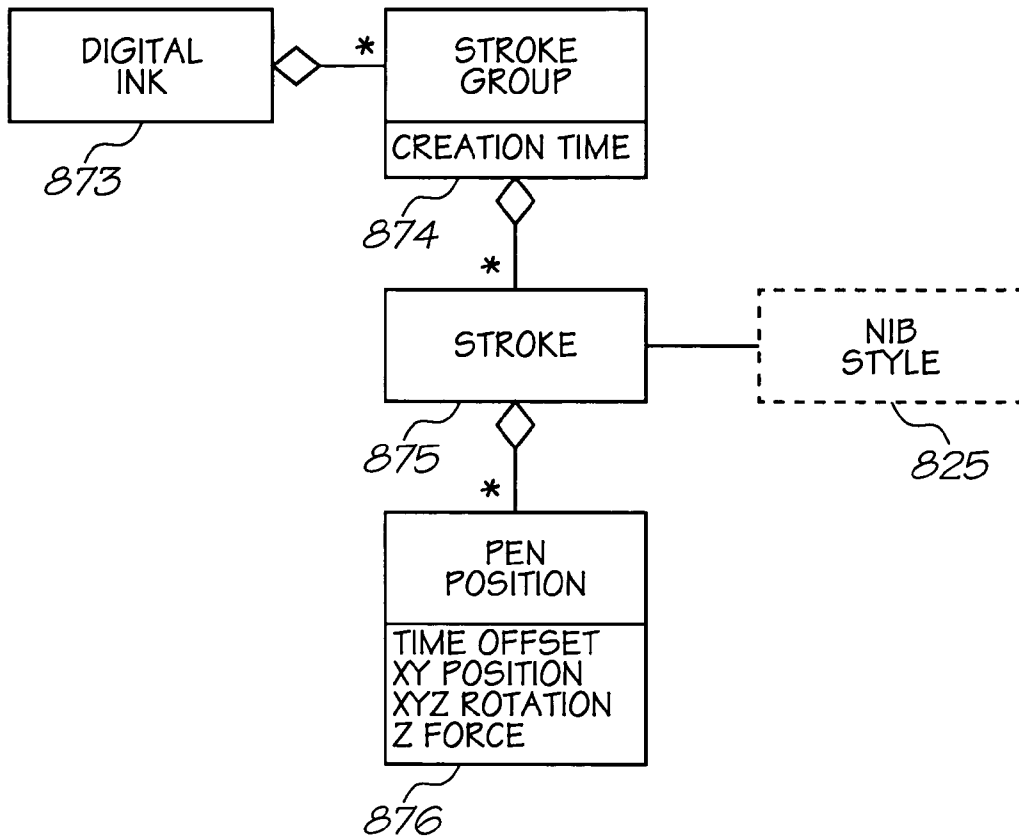 DIGITAL
INK
*
STROKE
GROUP
CREATION TIME
873
874
*
STROKE
NIB
STYLE
875
825
*
PEN
POSITION
TIME OFFSET
XY POSITION
XYZ ROTATION
Z FORCE
876